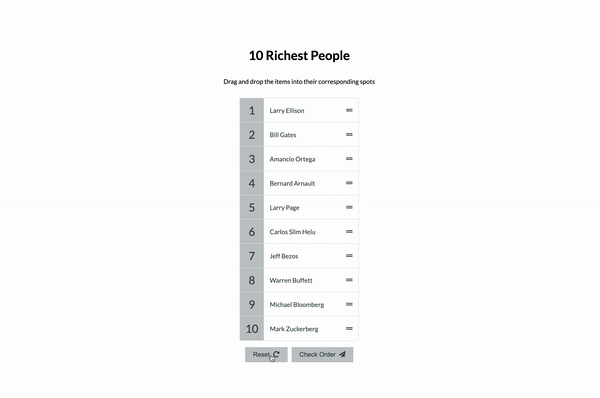 10 Richest People
Drag and drop the items into their corresponding spots
1 Larry Ellison
2 Bill Gates
3 Amancio Ortega
4 Bernard Arnault
5 Larry Page
6 Carlos Slim Helu
7 Jeff Bezos
8 Warren Buffett
9 Michael Bloomberg
10 Mark Zuckerberg
Reset Check Order